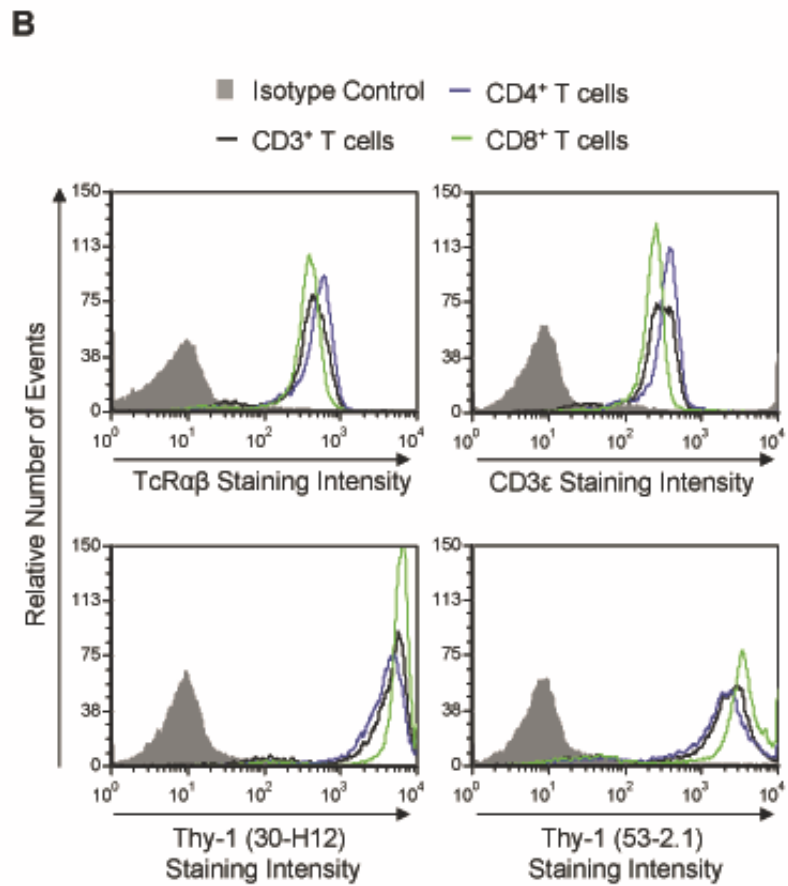 B
Isotype Control
CD4⁺ T cells
CD3⁺ T cells
CD8⁺ T cells
Relative Number of Events
150
113
75
38
0
10⁰ 10¹ 10² 10³ 10⁴
TcRαβ Staining Intensity
150
113
75
38
0
10⁰ 10¹ 10² 10³ 10⁴
CD3ε Staining Intensity
150
113
75
38
0
10⁰ 10¹ 10² 10³ 10⁴
Thy-1 (30-H12)
Staining Intensity
150
113
75
38
0
10⁰ 10¹ 10² 10³ 10⁴
Thy-1 (53-2.1)
Staining Intensity